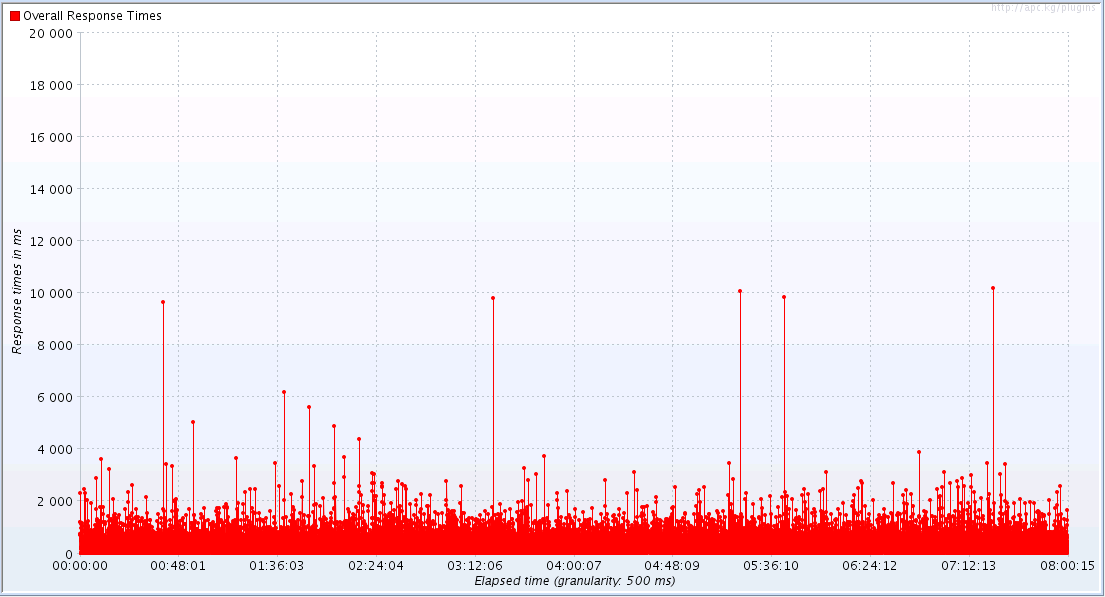 http://apc.kg/plugins
Overall Response Times
20 000
18 000
16 000
14 000
12 000
10 000
8 000
6 000
4 000
2 000
0
Response times in ms
00:00:00 00:48:01 01:36:03 02:24:04 03:12:06 04:00:07 04:48:09 05:36:10 06:24:12 07:12:13 08:00:15
Elapsed time (granularity: 500 ms)